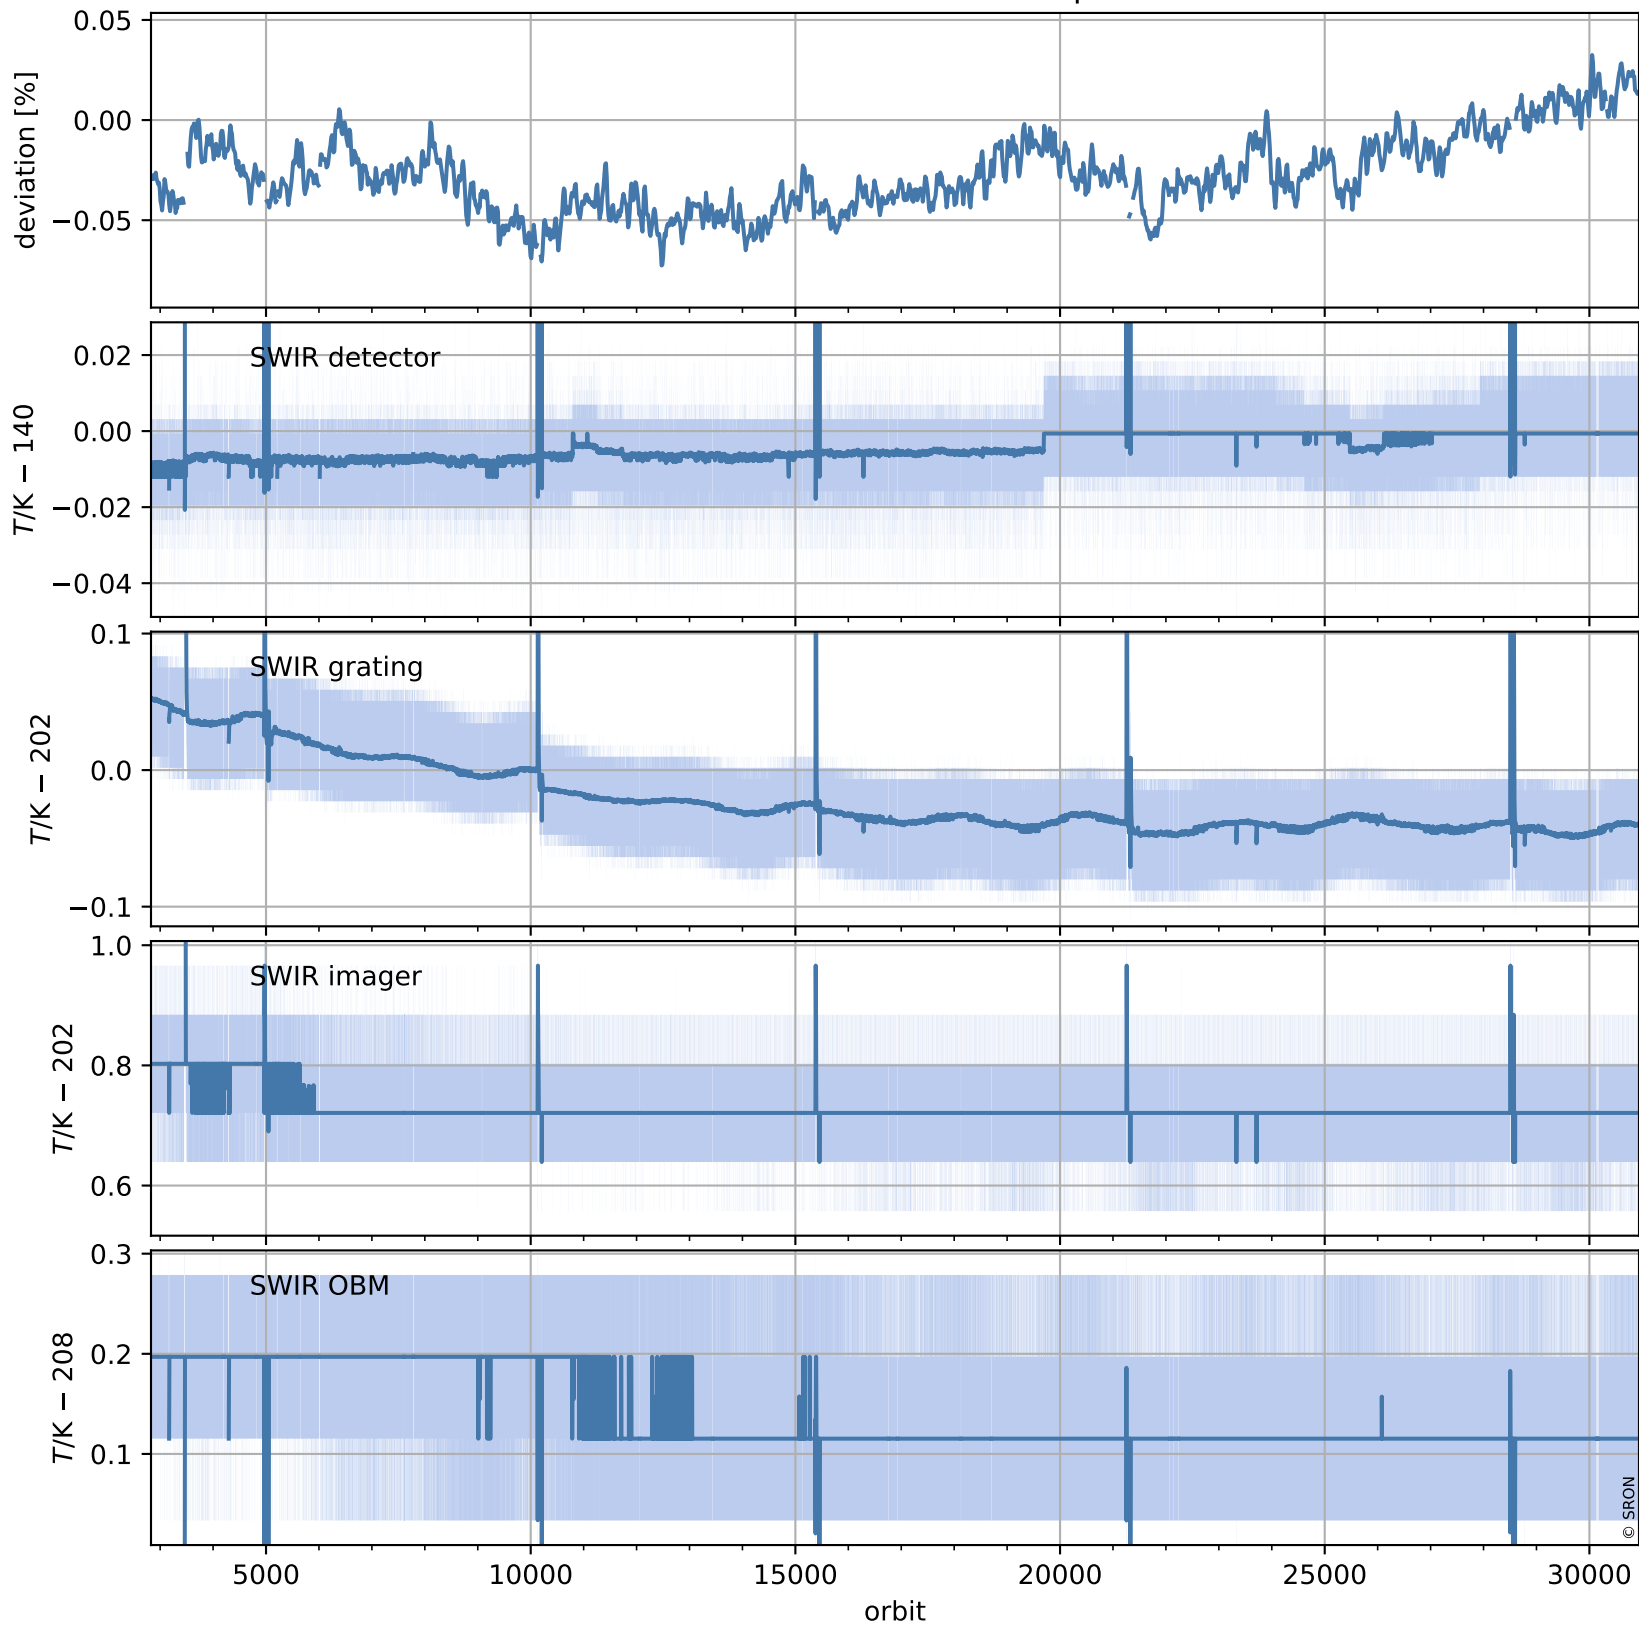 0.05
0.00
−0.05
deviation [%]
SWIR detector
0.02
0.00
−0.02
−0.04
T/K − 140
SWIR grating
0.1
0.0
−0.1
T/K − 202
SWIR imager
1.0
0.8
0.6
T/K − 202
SWIR OBM
0.3
0.2
0.1
T/K − 208
© SRON
5000 10000 15000 20000 25000 30000
orbit